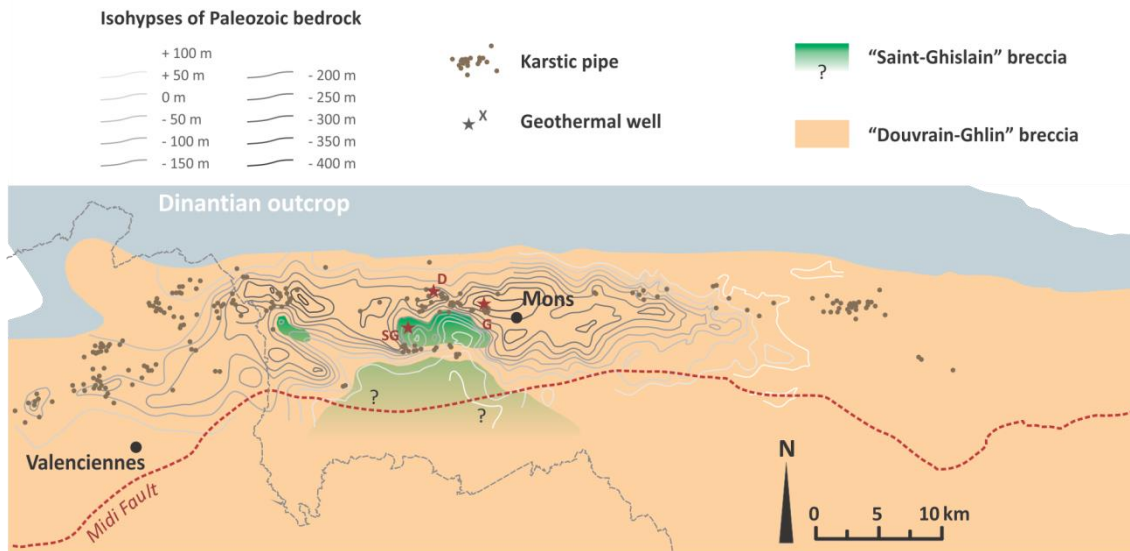 Isohypses of Paleozoic bedrock
+ 100 m
+ 50 m
0 m
- 50 m
- 100 m
- 150 m
- 200 m
- 250 m
- 300 m
- 350 m
- 400 m
Karstic pipe
X
Geothermal well
?
"Saint-Ghislain" breccia
"Douvrain-Ghlin" breccia
Dinantian outcrop
D
Mons
G
SG
?
?
Valenciennes
Midi Fault
N
0 5 10 km